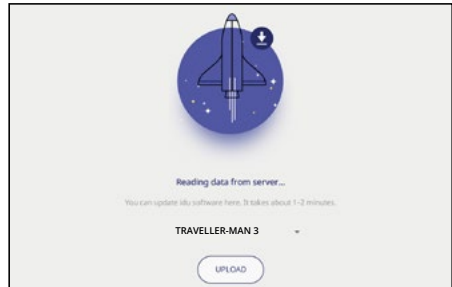 Reading data from server...
You can update idu software here. It takes about 1-2 minutes.
TRAVELLER-MAN 3
UPLOAD